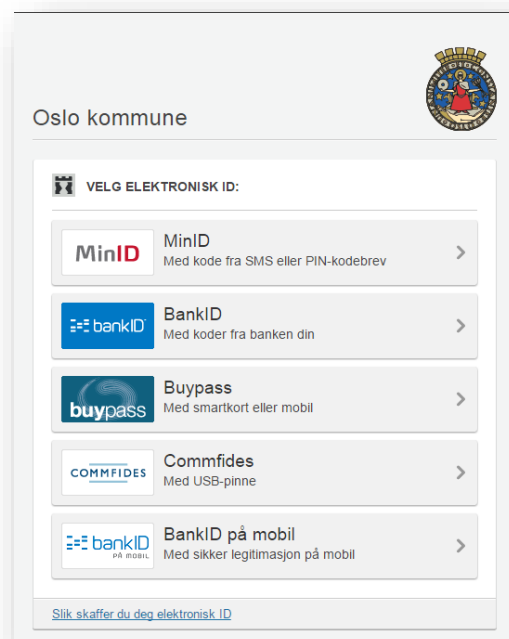 Oslo kommune
VELG ELEKTRONISK ID:
MinID
MinID
Med kode fra SMS eller PIN-kodebrev
bankID
BankID
Med koder fra banken din
buypass
Buypass
Med smartkort eller mobil
COMMFIDES
Commfides
Med USB-pinne
bankID
PÅ MOBIL
BankID på mobil
Med sikker legitimasjon på mobil
Slik skaffer du deg elektronisk ID